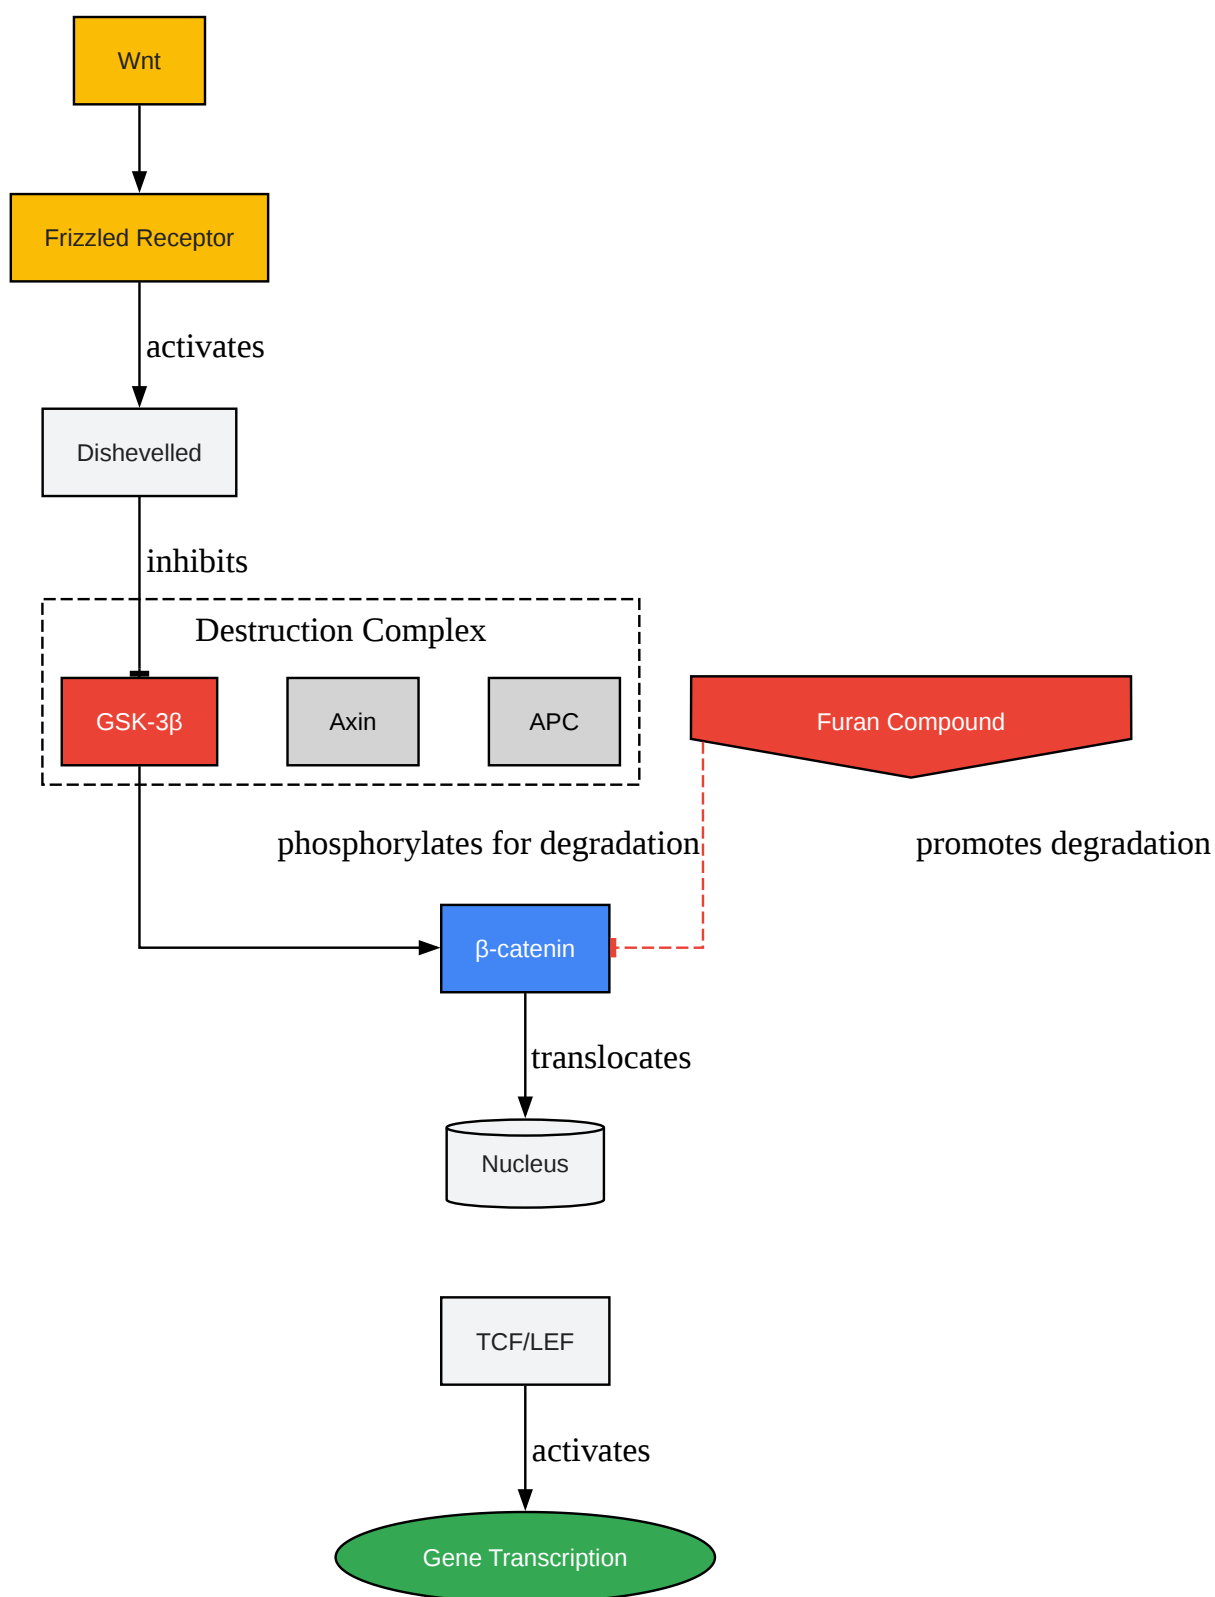 Wnt
Frizzled Receptor
activates
Dishevelled
inhibits
Destruction Complex
GSK-3β
Axin
APC
Furan Compound
phosphorylates for degradation
promotes degradation
β-catenin
translocates
Nucleus
TCF/LEF
activates
Gene Transcription